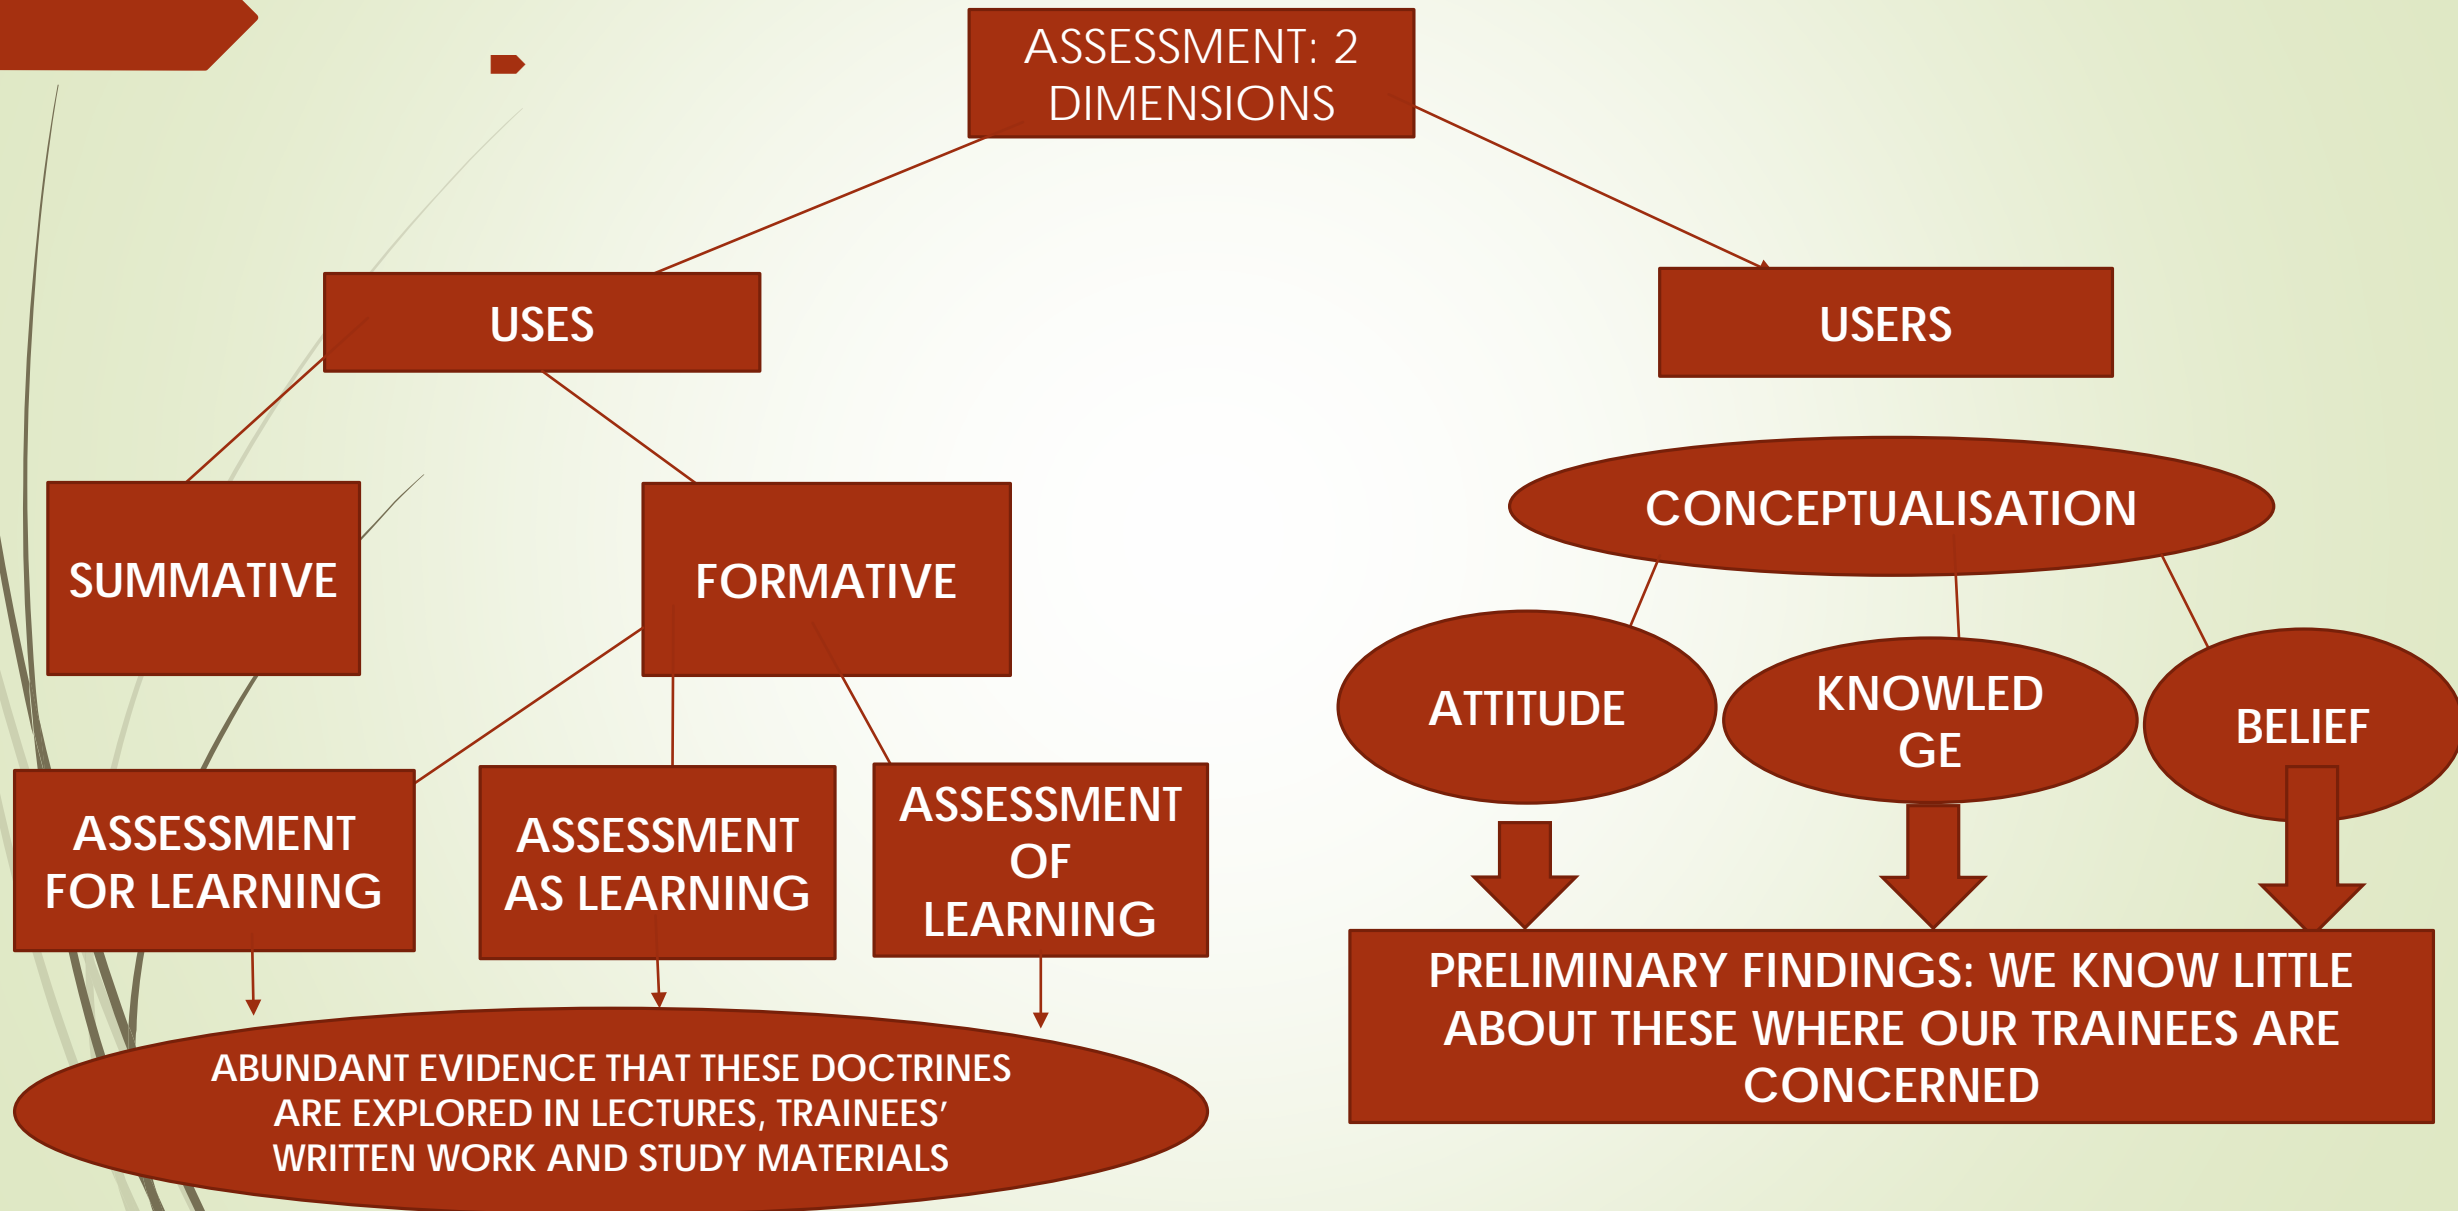 ASSESSMENT: 2
DIMENSIONS
USES
USERS
SUMMATIVE
FORMATIVE
CONCEPTUALISATION
ATTITUDE
KNOWLED
GE
BELIEF
ASSESSMENT
FOR LEARNING
ASSESSMENT
AS LEARNING
ASSESSMENT
OF
LEARNING
ABUNDANT EVIDENCE THAT THESE DOCTRINES
ARE EXPLORED IN LECTURES, TRAINEES’
WRITTEN WORK AND STUDY MATERIALS
PRELIMINARY FINDINGS: WE KNOW LITTLE
ABOUT THESE WHERE OUR TRAINEES ARE
CONCERNED